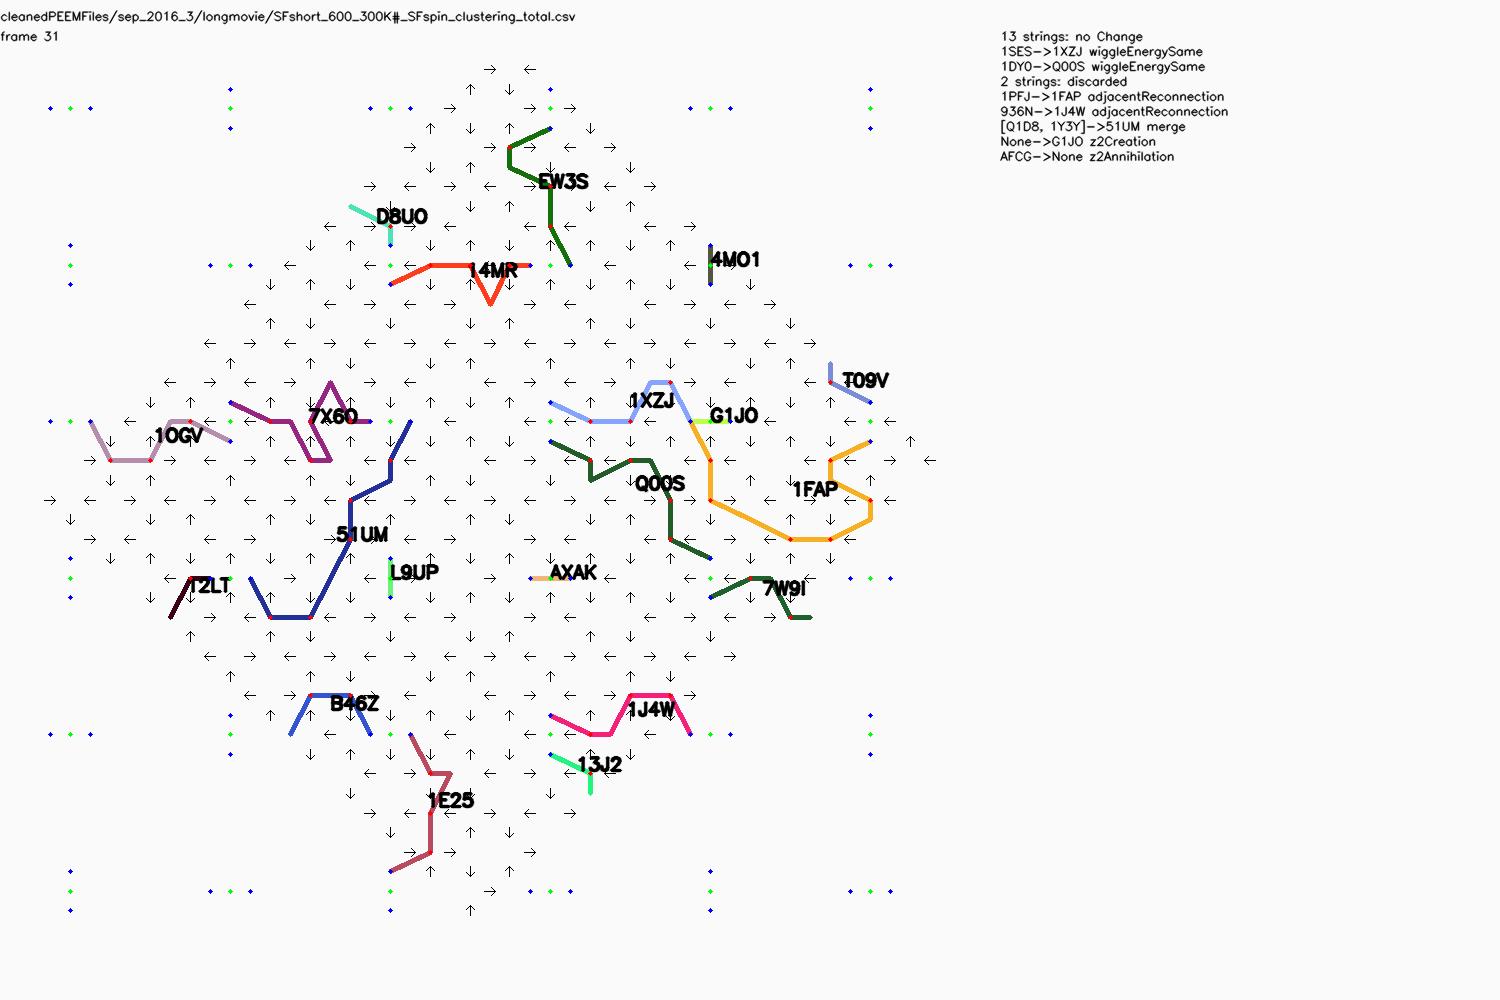 cleanedPEEMFiles/sep_2016_3/longmovie/SFshort_600_300K#_SFspin_clustering_total.csv
frame 31
13 strings: no Change
1SES->1XZJ wiggleEnergySame
1DY0->Q00S wiggleEnergySame
2 strings: discarded
1PFJ->1FAP adjacentReconnection
936N->1J4W adjacentReconnection
[Q1D8, 1Y3Y]->51UM merge
None->G1JO z2Creation
AFCG->None z2Annihilation
EW3S
D8U0
4MO1
14MR
T09V
1XZJ
7X6O
G1JO
1OGV
Q00S
1FAP
51UM
L9UP
AXAK
12LT
7W9I
B46Z
1J4W
13J2
1E25